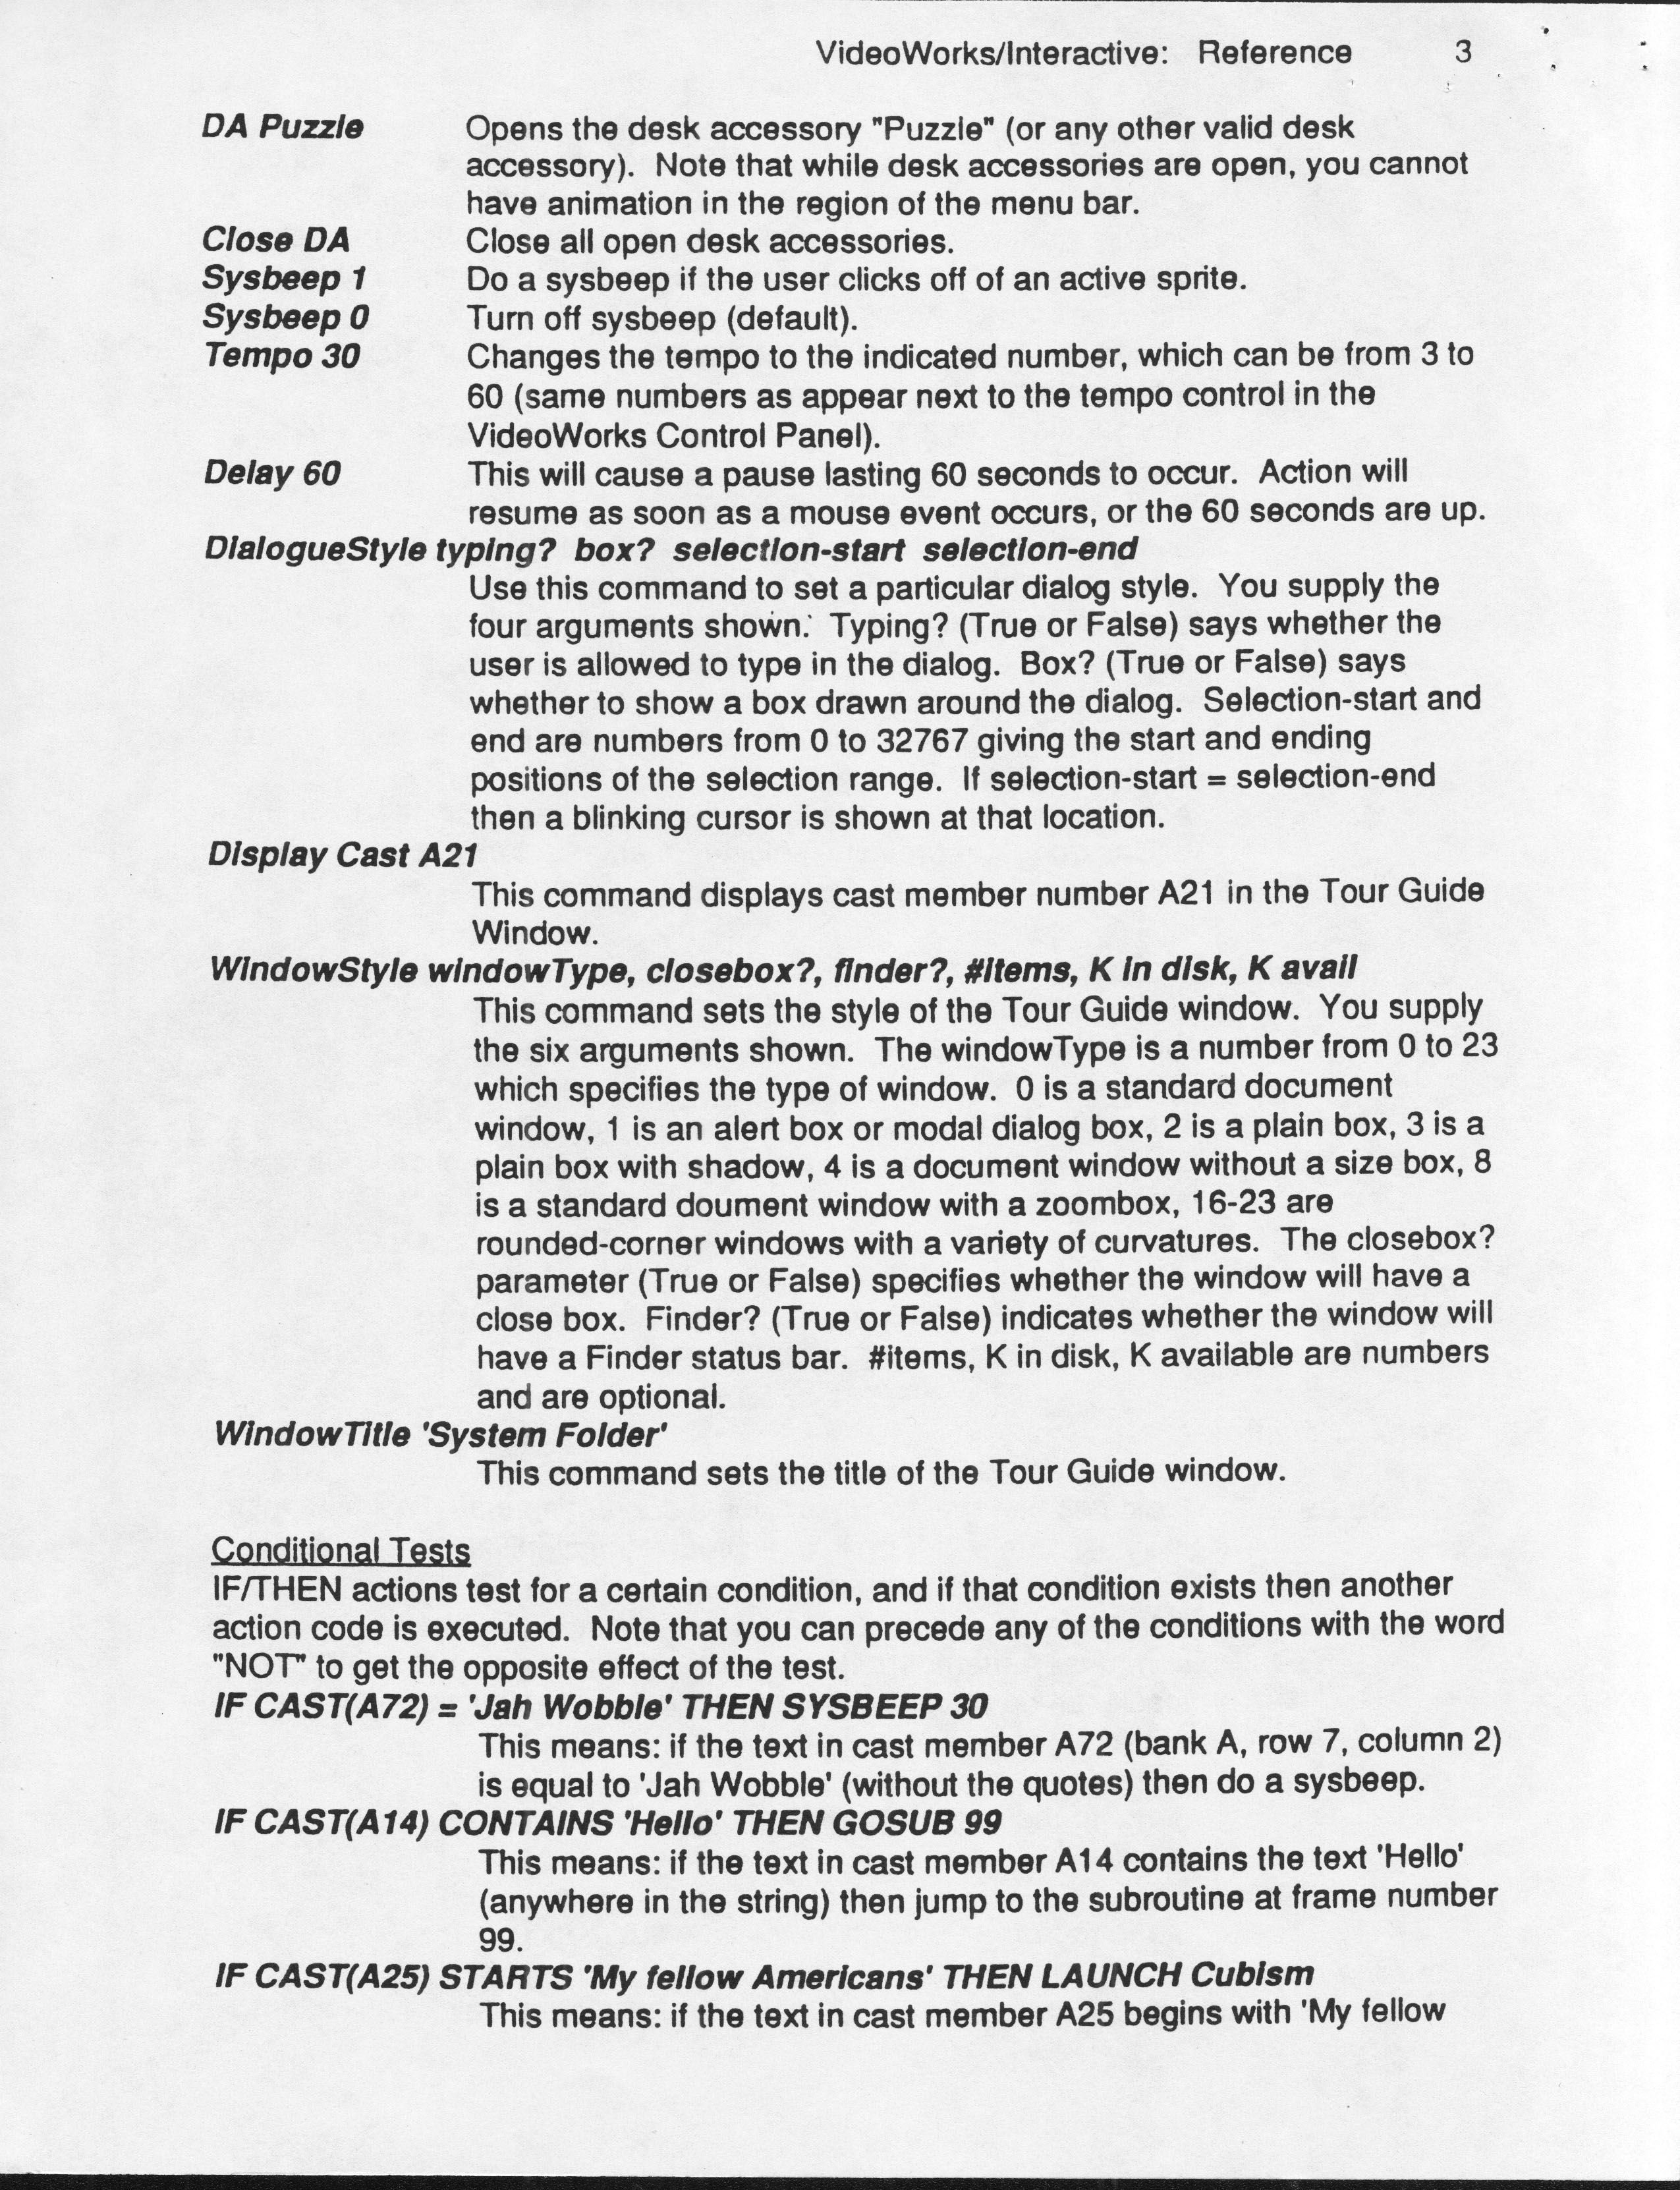 VideoWorks/Interactive: Reference 3
DA Puzzle Opens the desk accessory "Puzzle" (or any other valid desk
accessory). Note that while desk accessories are open, you cannot
have animation in the region of the menu bar.
Close DA Close all open desk accessories.
Sysbeep 1 Do a sysbeep if the user clicks off of an active sprite.
Sysbeep 0 Turn off sysbeep (default).
Tempo 30 Changes the tempo to the indicated number, which can be from 3 to
60 (same numbers as appear next to the tempo control in the
VideoWorks Control Panel).
Delay 60 This will cause a pause lasting 60 seconds to occur. Action will
resume as soon as a mouse event occurs, or the 60 seconds are up.
DialogueStyle typing? box? selection-start selection-end
Use this command to set a particular dialog style. You supply the
four arguments shown. Typing? (True or False) says whether the
user is allowed to type in the dialog. Box? (True or False) says
whether to show a box drawn around the dialog. Selection-start and
end are numbers from 0 to 32767 giving the start and ending
positions of the selection range. If selection-start = selection-end
then a blinking cursor is shown at that location.
Display Cast A21
This command displays cast member number A21 in the Tour Guide
Window.
WindowStyle windowType, closebox?, finder?, #items, K in disk, K avail
This command sets the style of the Tour Guide window. You supply
the six arguments shown. The windowType is a number from 0 to 23
which specifies the type of window. 0 is a standard document
window, 1 is an alert box or modal dialog box, 2 is a plain box, 3 is a
plain box with shadow, 4 is a document window without a size box, 8
is a standard doument window with a zoombox, 16-23 are
rounded-corner windows with a variety of curvatures. The closebox?
parameter (True or False) specifies whether the window will have a
close box. Finder? (True or False) indicates whether the window will
have a Finder status bar. #items, K in disk, K available are numbers
and are optional.
WindowTitle 'System Folder'
This command sets the title of the Tour Guide window.
Conditional Tests
IF/THEN actions test for a certain condition, and if that condition exists then another
action code is executed. Note that you can precede any of the conditions with the word
"NOT" to get the opposite effect of the test.
IF CAST(A72) = 'Jah Wobble' THEN SYSBEEP 30
This means: if the text in cast member A72 (bank A, row 7, column 2)
is equal to 'Jah Wobble' (without the quotes) then do a sysbeep.
IF CAST(A14) CONTAINS 'Hello' THEN GOSUB 99
This means: if the text in cast member A14 contains the text 'Hello'
(anywhere in the string) then jump to the subroutine at frame number
99.
IF CAST(A25) STARTS 'My fellow Americans' THEN LAUNCH Cubism
This means: if the text in cast member A25 begins with 'My fellow